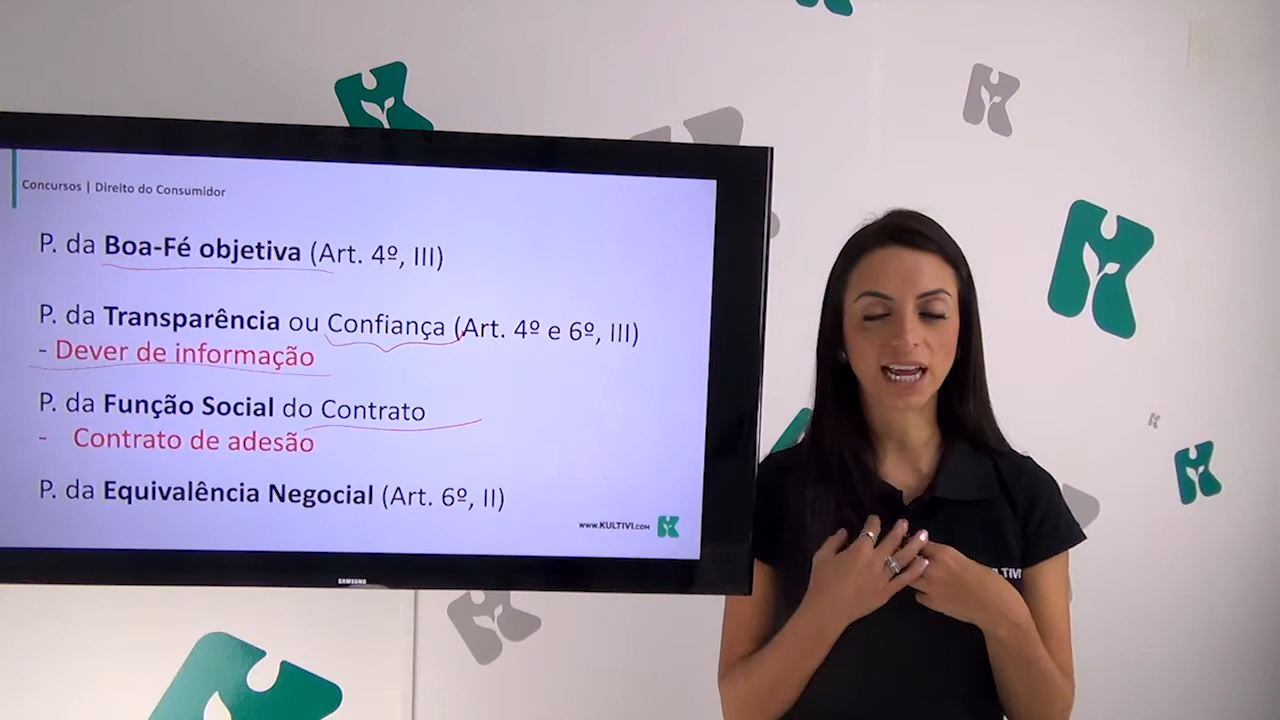 Concursos | Direito do Consumidor
P. da Boa-Fé objetiva (Art. 4º, III)
P. da Transparência ou Confiança (Art. 4º e 6º, III)
- Dever de informação
P. da Função Social do Contrato
- Contrato de adesão
P. da Equivalência Negocial (Art. 6º, II)
www.KULTIVI.COM
SAMSUNG